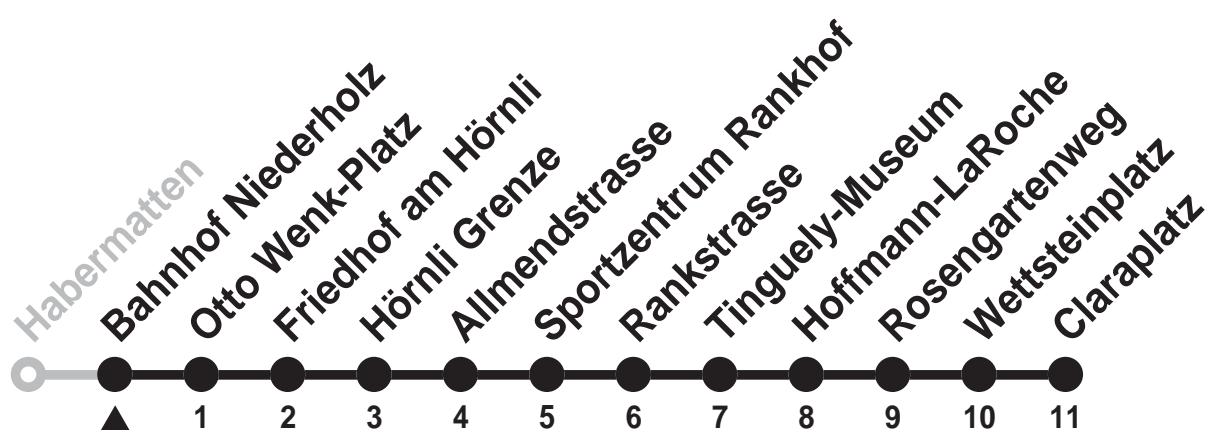 Habermatten
Bahnhof Niederholz
Otto Wenk-Platz
Friedhof am Hörnli
Hörnli Grenze
Allmendstrasse
Sportzentrum Rankhof
Rankstrasse
Tinguely-Museum
Hoffmann-LaRoche
Rosengartenweg
Wettsteinplatz
Claraplatz
1 2 3 4 5 6 7 8 9 10 11